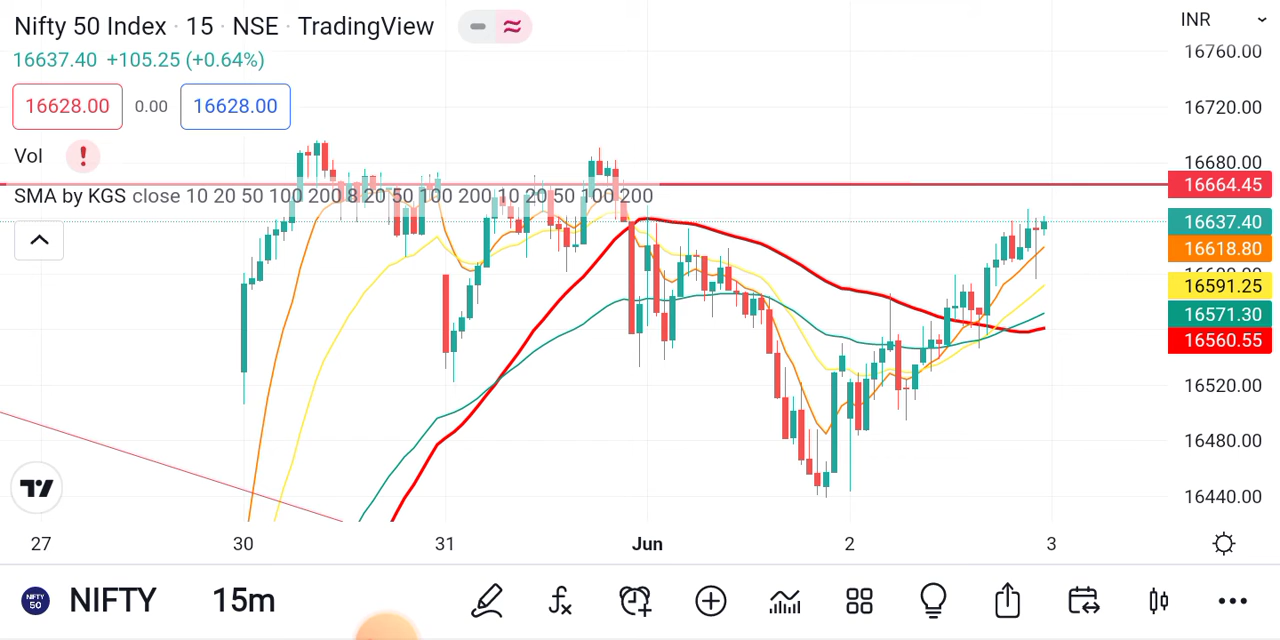 Nifty 50 Index · 15 · NSE · TradingView
INR
16637.40 +105.25 (+0.64%)
16628.00 0.00 16628.00
Vol !
SMA by KGS close 10 20 50 100 200 8 20 50 100 200 10 20 50 100 200
16760.00
16720.00
16680.00
16664.45
16637.40
16618.80
16591.25
16571.30
16560.55
16520.00
16480.00
16440.00
27 30 31 Jun 2 3
NIFTY 50 NIFTY 15m